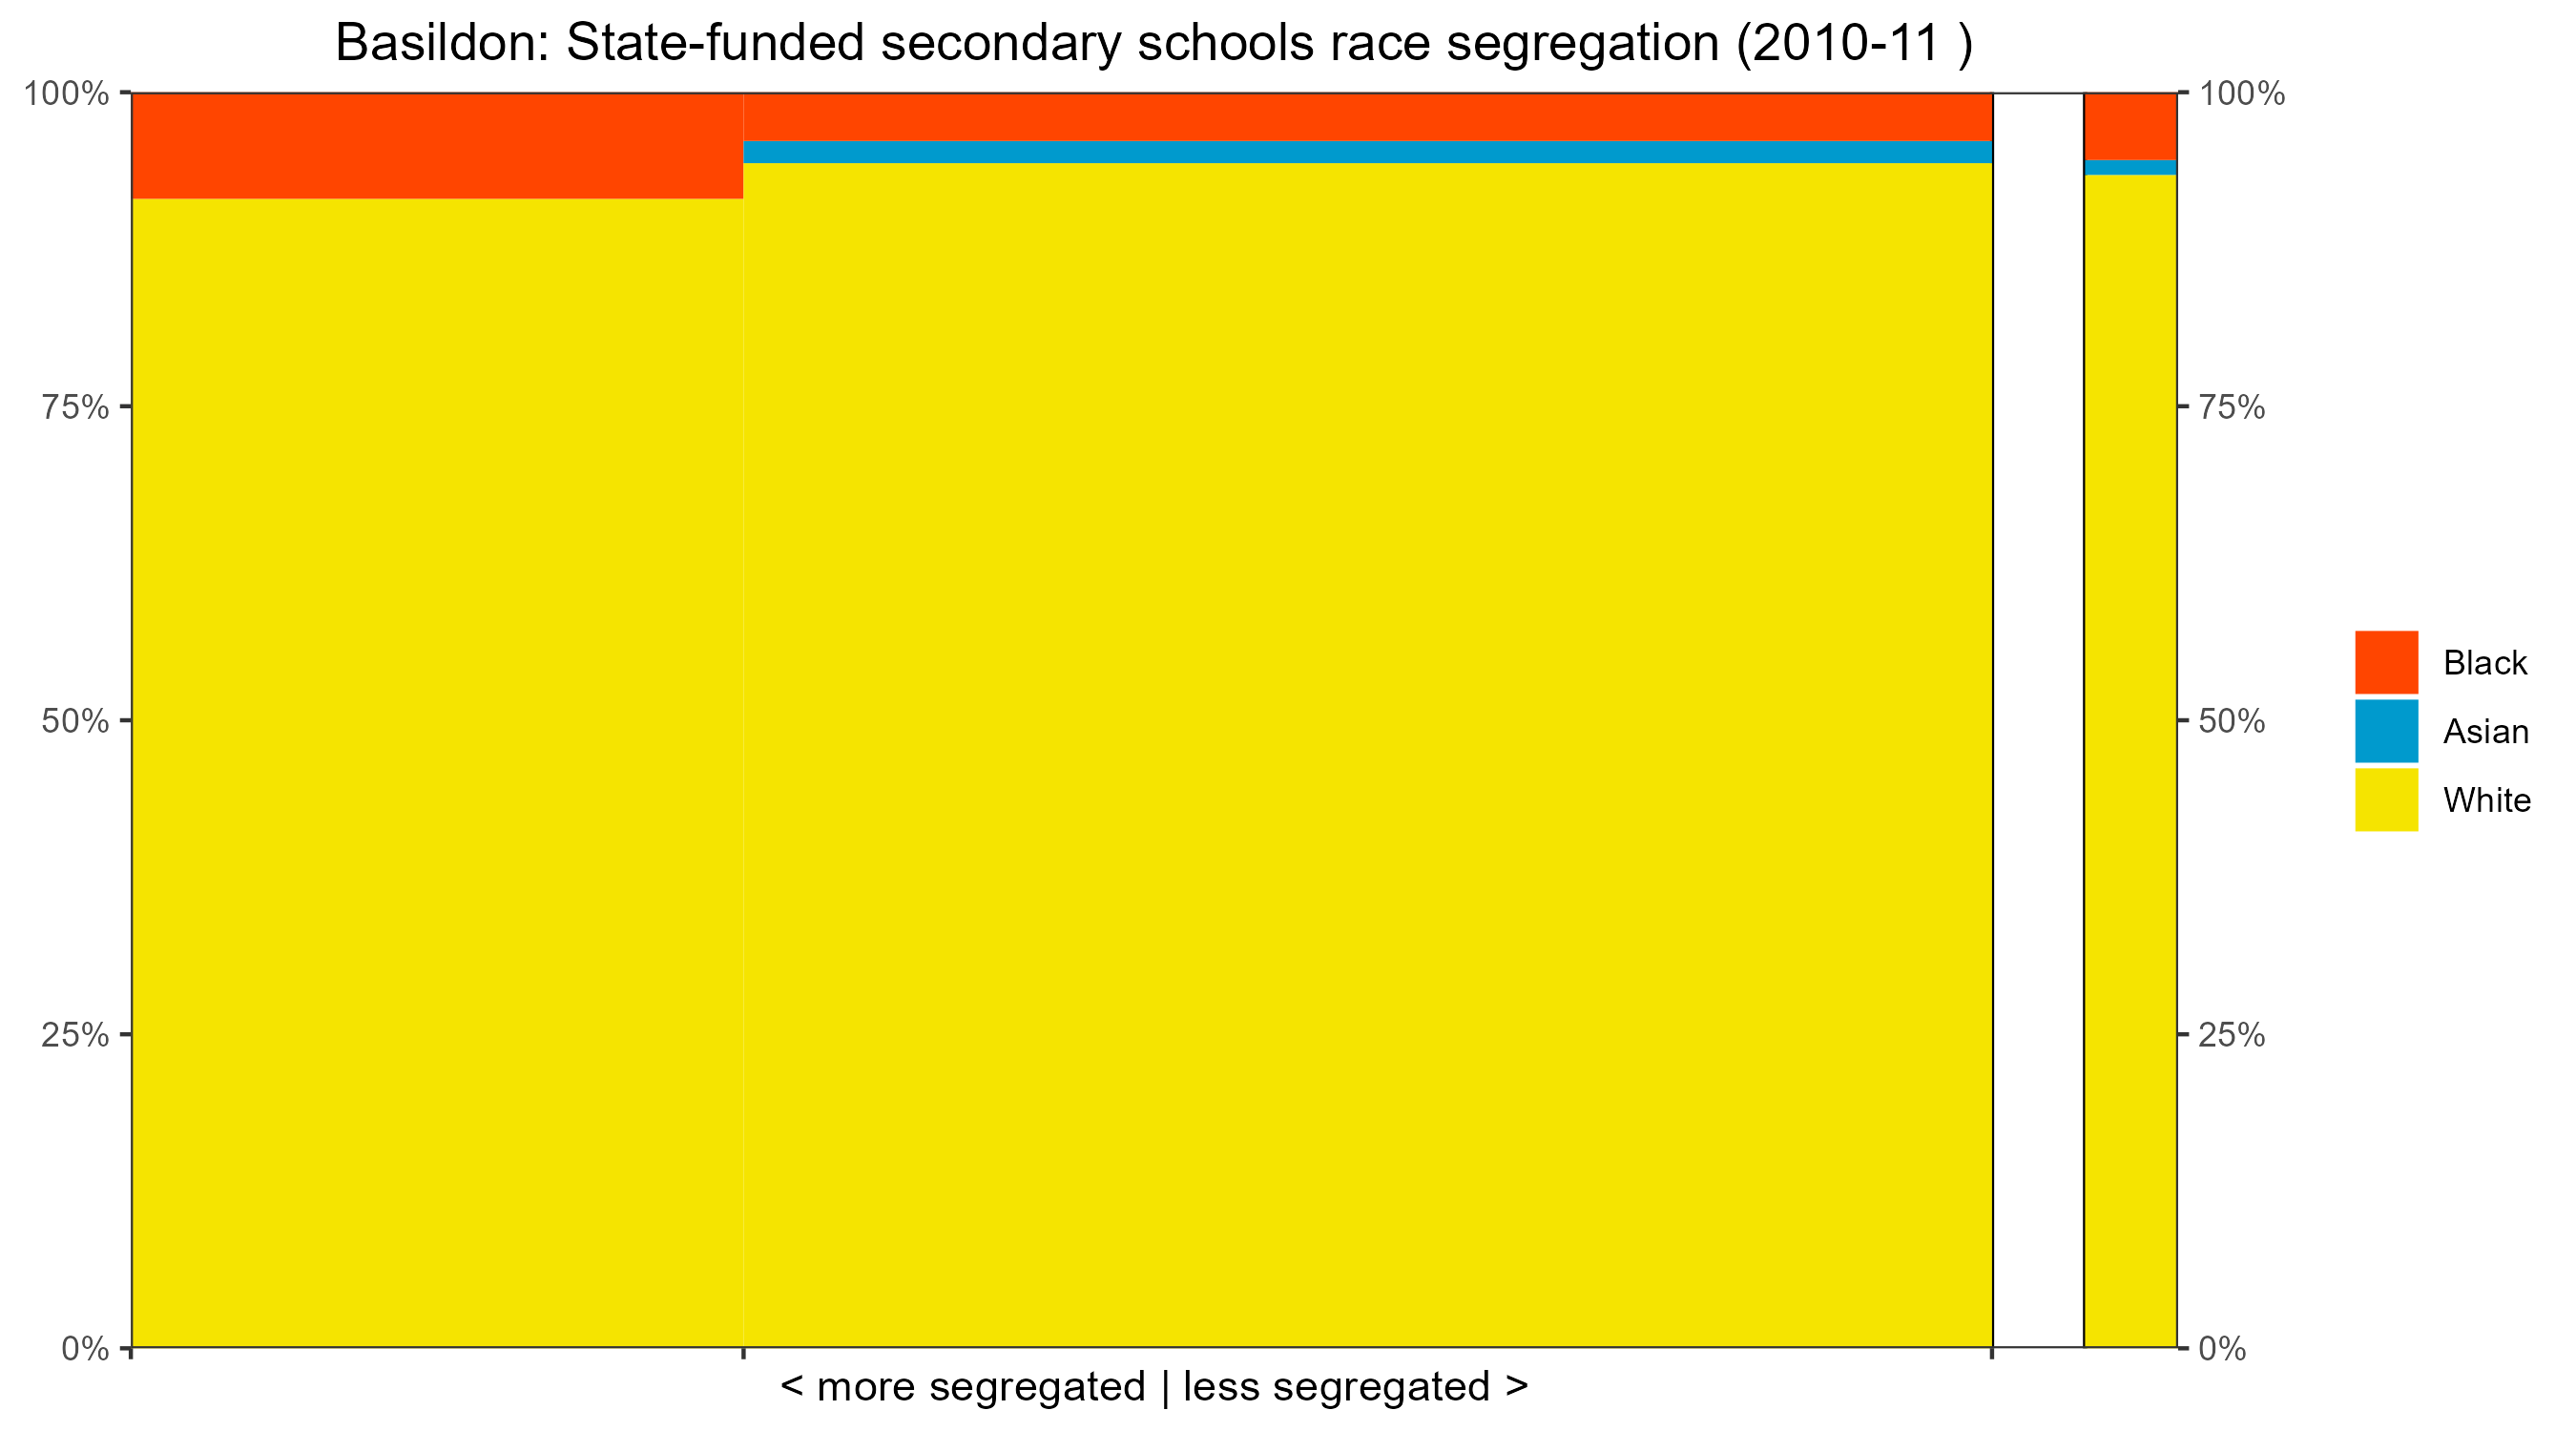 Basildon: State-funded secondary schools race segregation (2010-11 )
100%
75%
50%
25%
0%
100%
75%
50%
25%
0%
Black
Asian
White
< more segregated | less segregated >